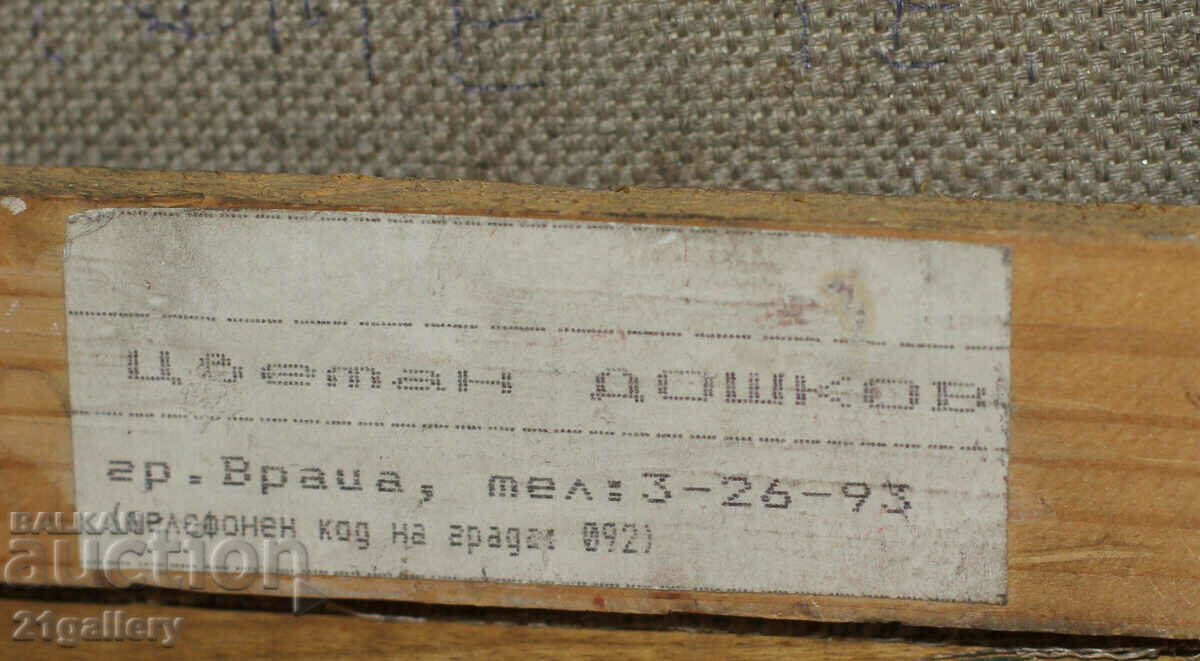 Цветан Дошков
гр.Враца, тел:3-26-93
(телефонен код на града: 092)
BALKAN
auction
21gallery